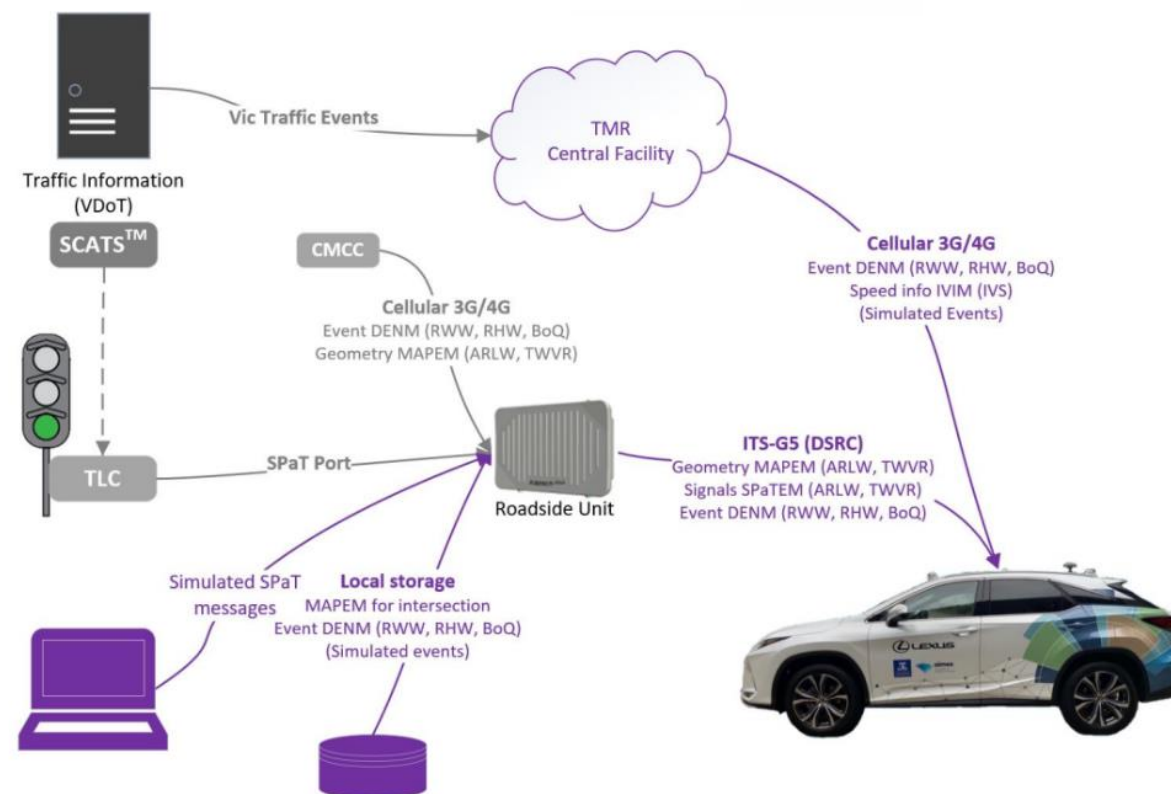 Vic Traffic Events
TMR
Central Facility
Traffic Information
(VDoT)
SCATS™
CMCC
Cellular 3G/4G
Event DENM (RWW, RHW, BoQ)
Speed info IVIM (IVS)
(Simulated Events)
Cellular 3G/4G
Event DENM (RWW, RHW, BoQ)
Geometry MAPEM (ARLW, TWVR)
TLC
SPaT Port
Roadside Unit
ITS-G5 (DSRC)
Geometry MAPEM (ARLW, TWVR)
Signals SPaTEM (ARLW, TWVR)
Event DENM (RWW, RHW, BoQ)
Simulated SPaT
messages
Local storage
MAPEM for intersection
Event DENM (RWW, RHW, BoQ)
(Simulated events)
LEXUS